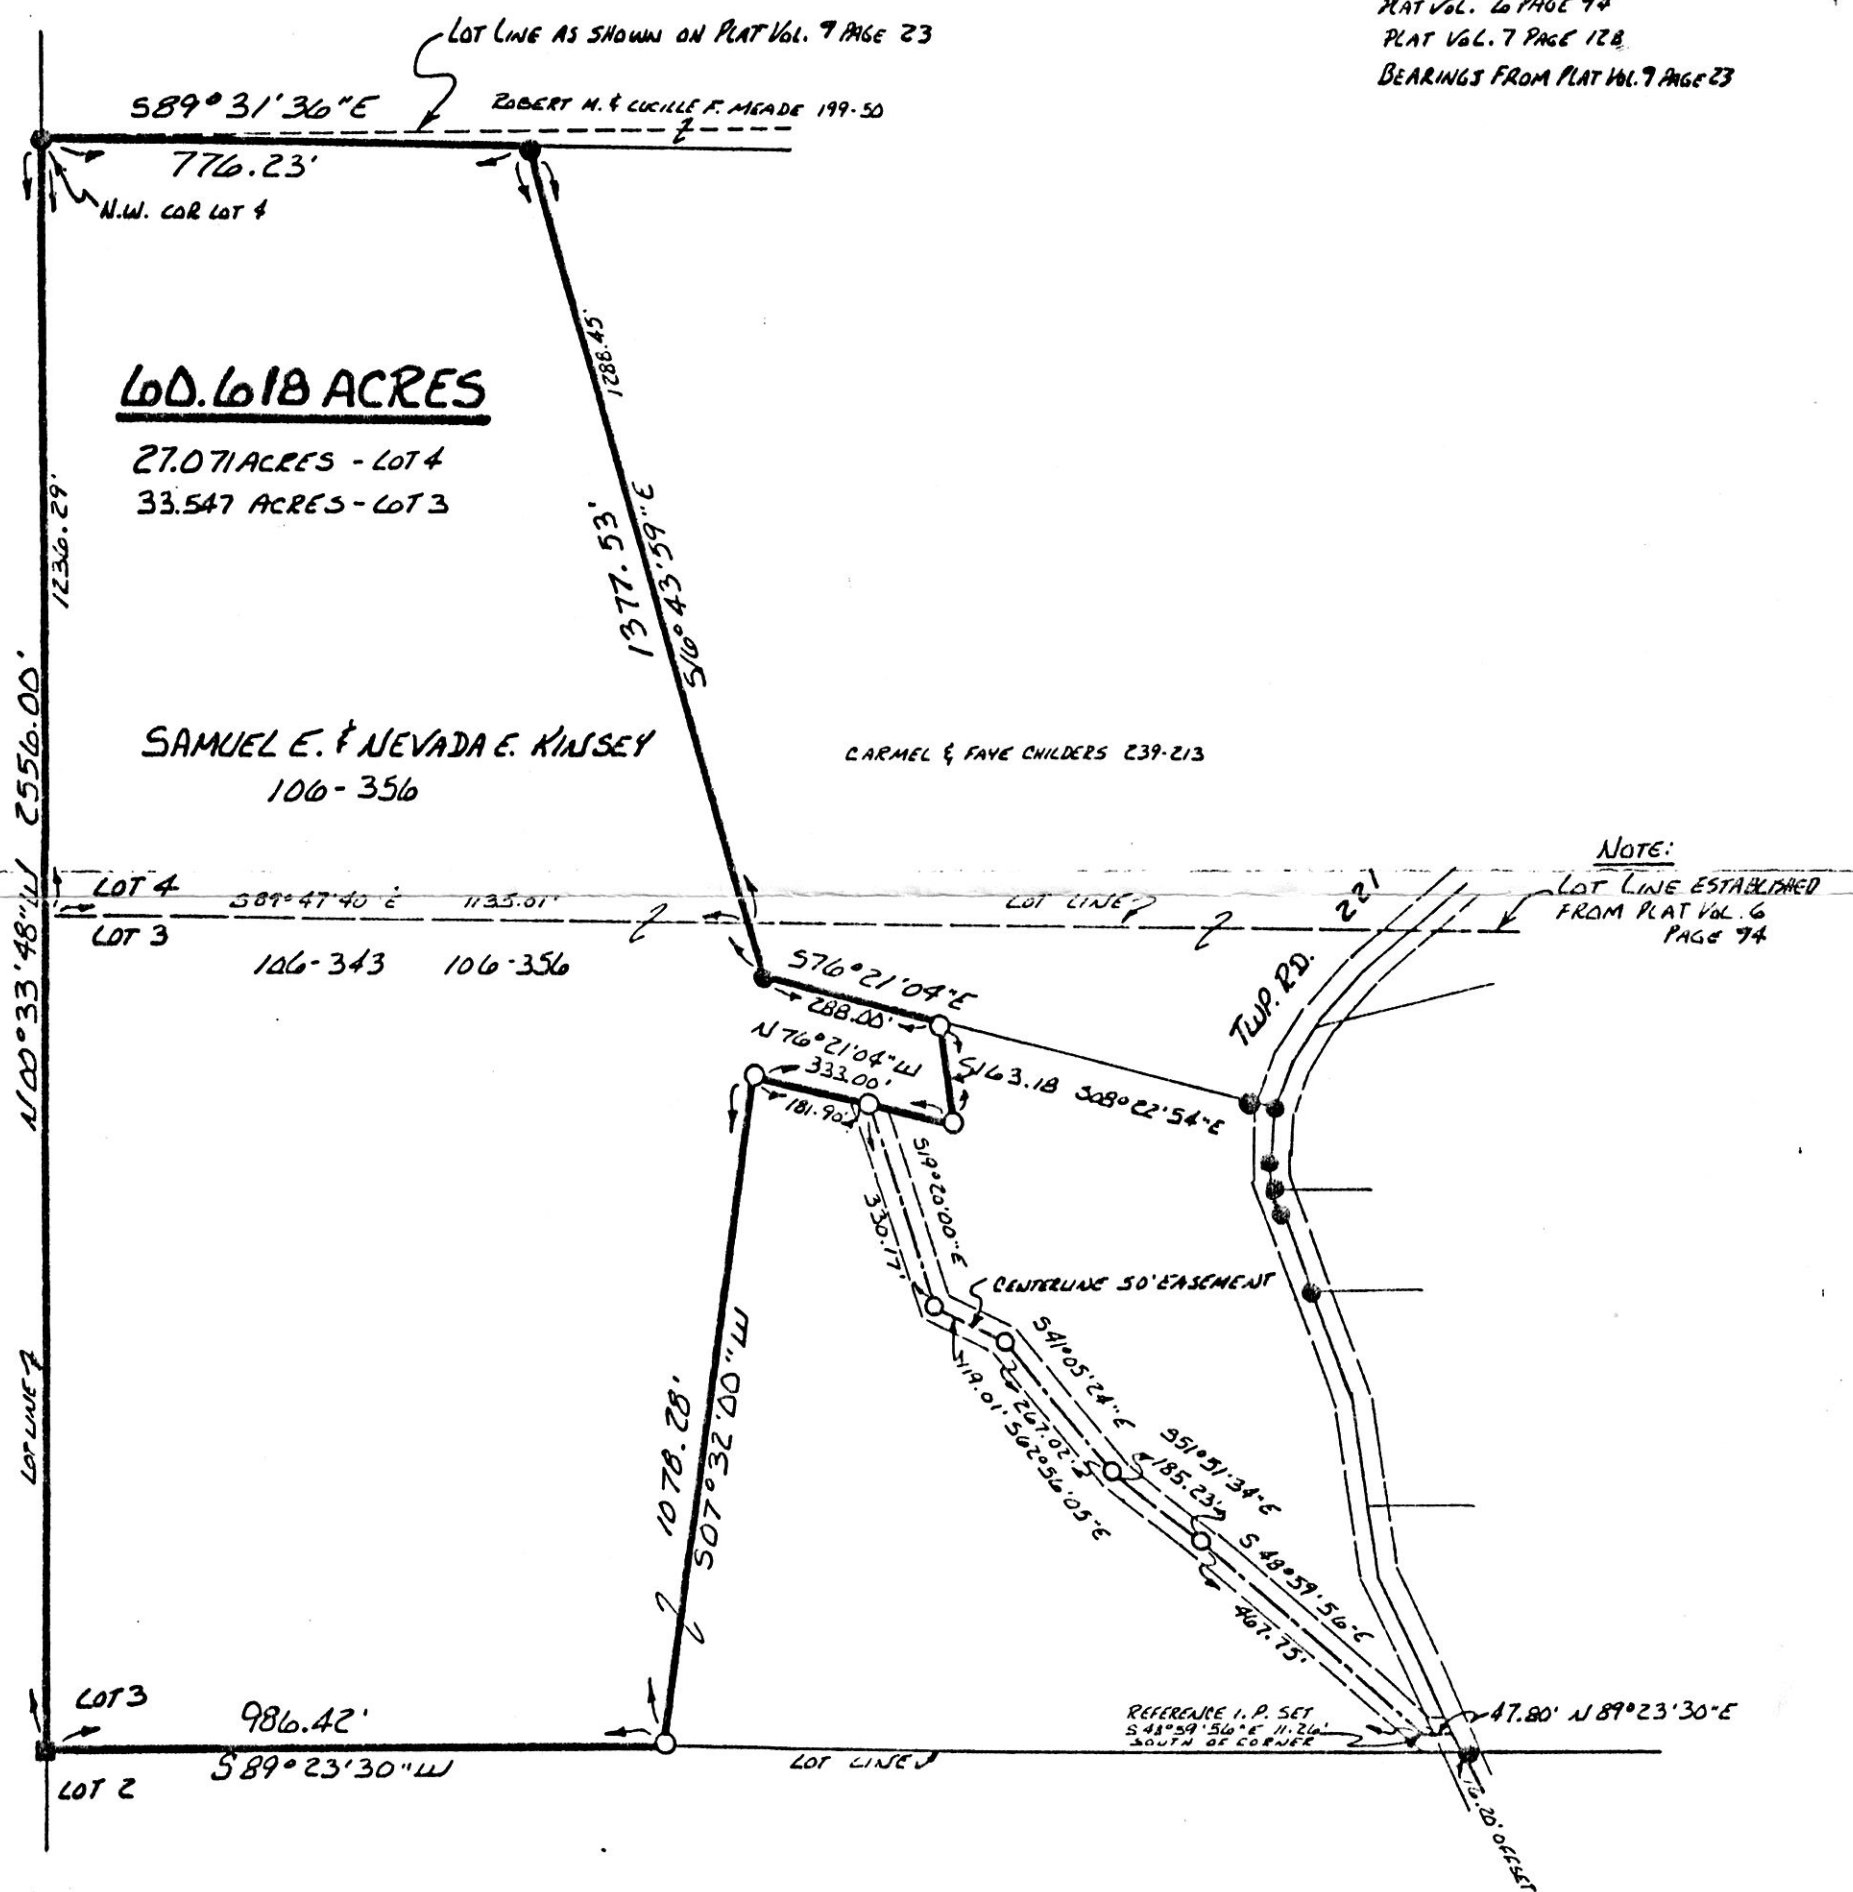 PLAT VOL. 6 PAGE 94
PLAT VOL. 7 PAGE 128
BEARINGS FROM PLAT VOL. 9 PAGE 23
LOT LINE AS SHOWN ON PLAT VOL. 9 PAGE 23
S89°31'36"E
ROBERT M. & LUCILLE F. MEADE 199-50
776.23'
N.W. COR LOT 4
1288.45'
60.618 ACRES
27.071 ACRES - LOT 4
33.547 ACRES - LOT 3
1236.29'
1377.53'
S16°43'59"E
N00°33'48"W 2556.00'
SAMUEL E. & NEVADA E. KINSEY
106-356
CARMEL & FAYE CHILDERS 239-213
NOTE:
LOT LINE ESTABLISHED
FROM PLAT VOL. 6
PAGE 94
LOT 4
S89°47'40"E 1135.01'
LOT LINE
TWP. RD. 221
LOT 3
106-343 106-356
S76°21'04"E
288.00'
N76°21'04"W
333.00'
181.90'
S163.18 S08°22'54"E
S19°20'00"E
330.17'
CENTERLINE 50' EASEMENT
119.01' S62°56'05"E
S41°05'24"E
267.02'
S51°51'34"E
185.23'
S48°59'56"E
467.75'
LOT LINE
1078.28'
S07°32'00"W
LOT 3
986.42'
S89°23'30"W
LOT 2
LOT LINE
REFERENCE I.P. SET
S48°59'56"E 11.26'
SOUTH OF CORNER
47.80' N89°23'30"E
16.20' OFFSET